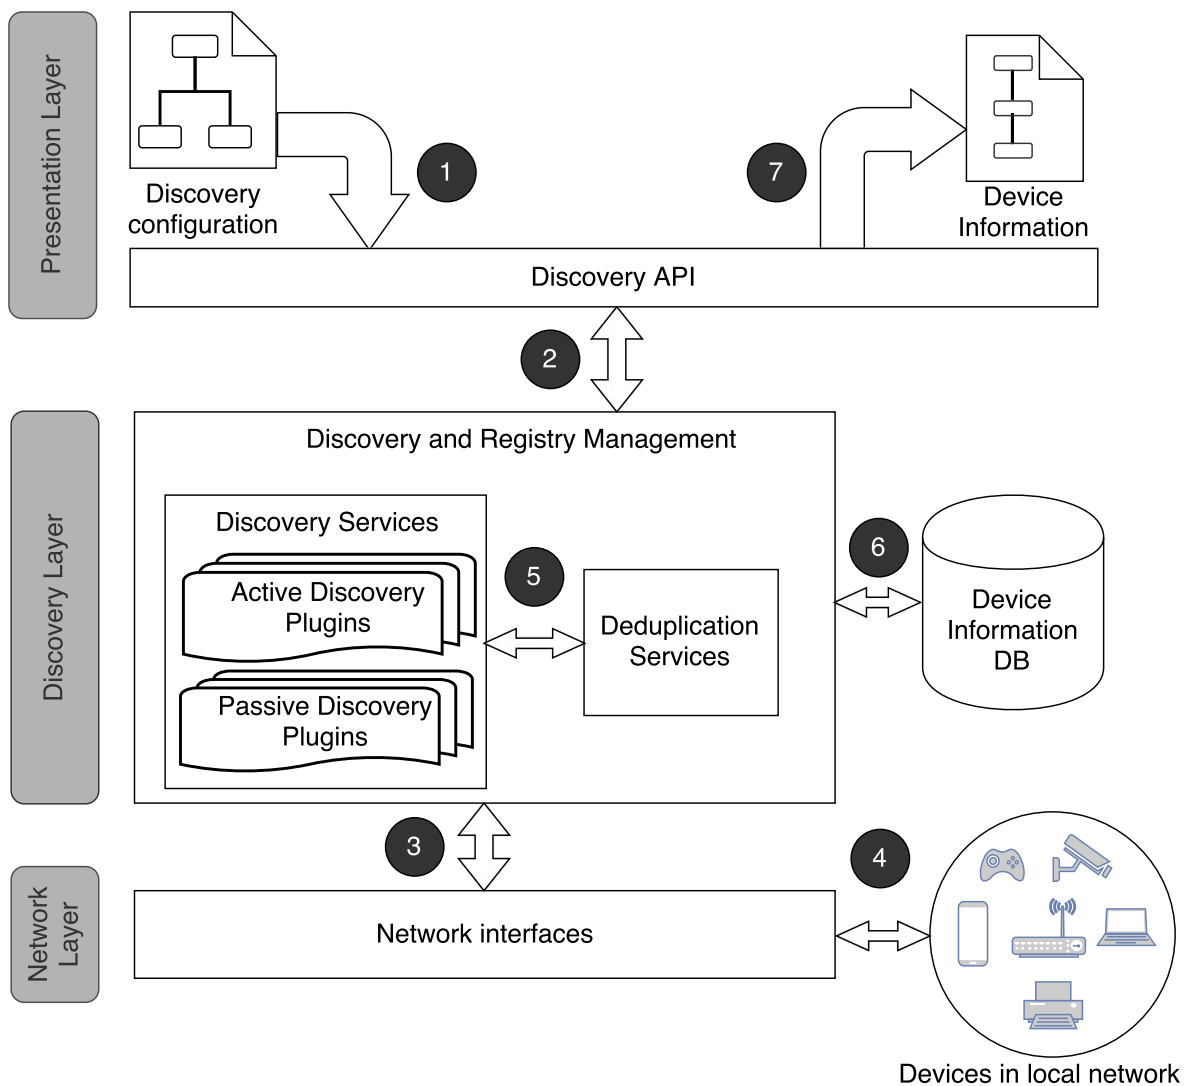 Presentation Layer
Discovery
configuration
1
7
Device
Information
Discovery API
2
Discovery Layer
Discovery and Registry Management
Discovery Services
Active Discovery
Plugins
Passive Discovery
Plugins
5
Deduplication
Services
6
Device
Information
DB
3
4
Network
Layer
Network interfaces
Devices in local network